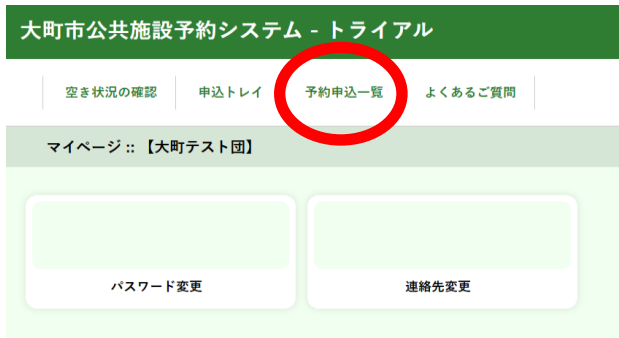 大町市公共施設予約システム - トライアル
空き状況の確認 申込トレイ 予約申込一覧 よくあるご質問
マイページ :: 【大町テスト団】
パスワード変更 連絡先変更